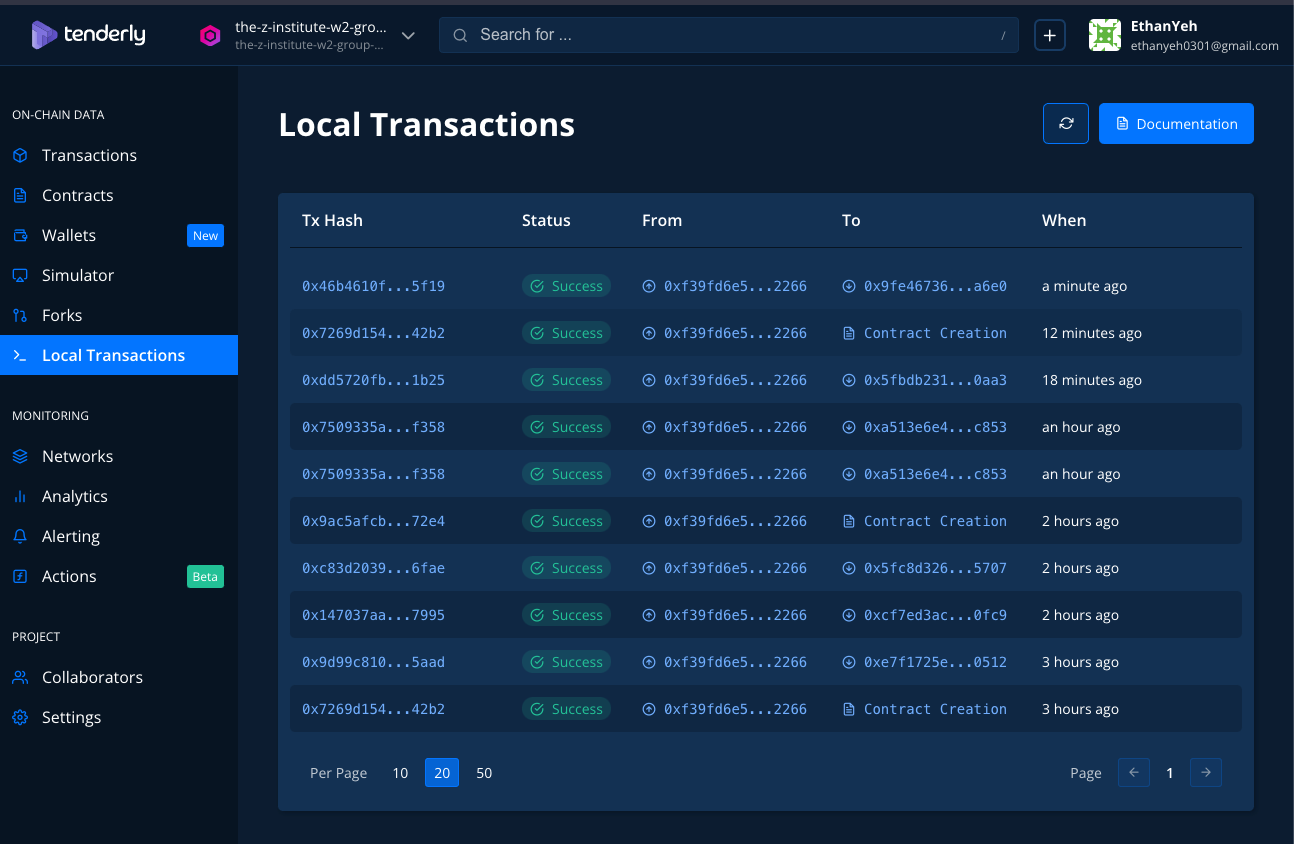 tenderly
the-z-institute-w2-gro...
the-z-institute-w2-group-...
Search for ...
/
+
EthanYeh
ethanyeh0301@gmail.com
ON-CHAIN DATA
Transactions
Contracts
Wallets New
Simulator
Forks
Local Transactions
MONITORING
Networks
Analytics
Alerting
Actions Beta
PROJECT
Collaborators
Settings
Local Transactions
Documentation
Tx Hash Status From To When
0x46b4610f...5f19 Success 0xf39fd6e5...2266 0x9fe46736...a6e0 a minute ago
0x7269d154...42b2 Success 0xf39fd6e5...2266 Contract Creation 12 minutes ago
0xdd5720fb...1b25 Success 0xf39fd6e5...2266 0x5fbdb231...0aa3 18 minutes ago
0x7509335a...f358 Success 0xf39fd6e5...2266 0xa513e6e4...c853 an hour ago
0x7509335a...f358 Success 0xf39fd6e5...2266 0xa513e6e4...c853 an hour ago
0x9ac5afcb...72e4 Success 0xf39fd6e5...2266 Contract Creation 2 hours ago
0xc83d2039...6fae Success 0xf39fd6e5...2266 0x5fc8d326...5707 2 hours ago
0x147037aa...7995 Success 0xf39fd6e5...2266 0xcf7ed3ac...0fc9 2 hours ago
0x9d99c810...5aad Success 0xf39fd6e5...2266 0xe7f1725e...0512 3 hours ago
0x7269d154...42b2 Success 0xf39fd6e5...2266 Contract Creation 3 hours ago
Per Page 10 20 50 Page 1